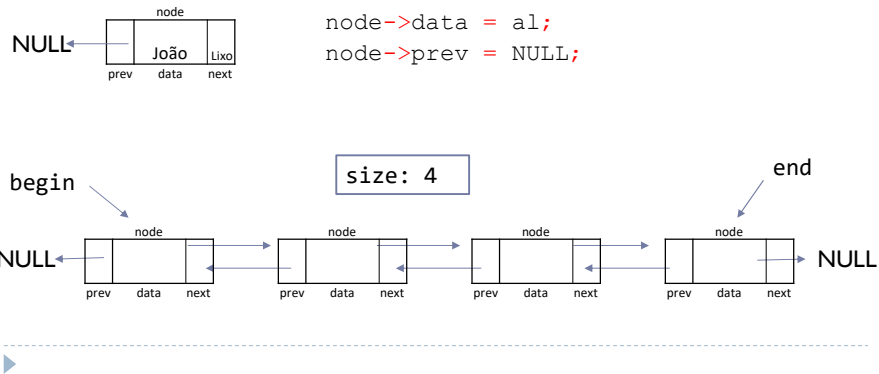 node
node->data = al;
NULL
João
Lixo
node->prev = NULL;
prev data next
size: 4
begin
end
node node node node
NULL
NULL
prev data next prev data next prev data next prev data next